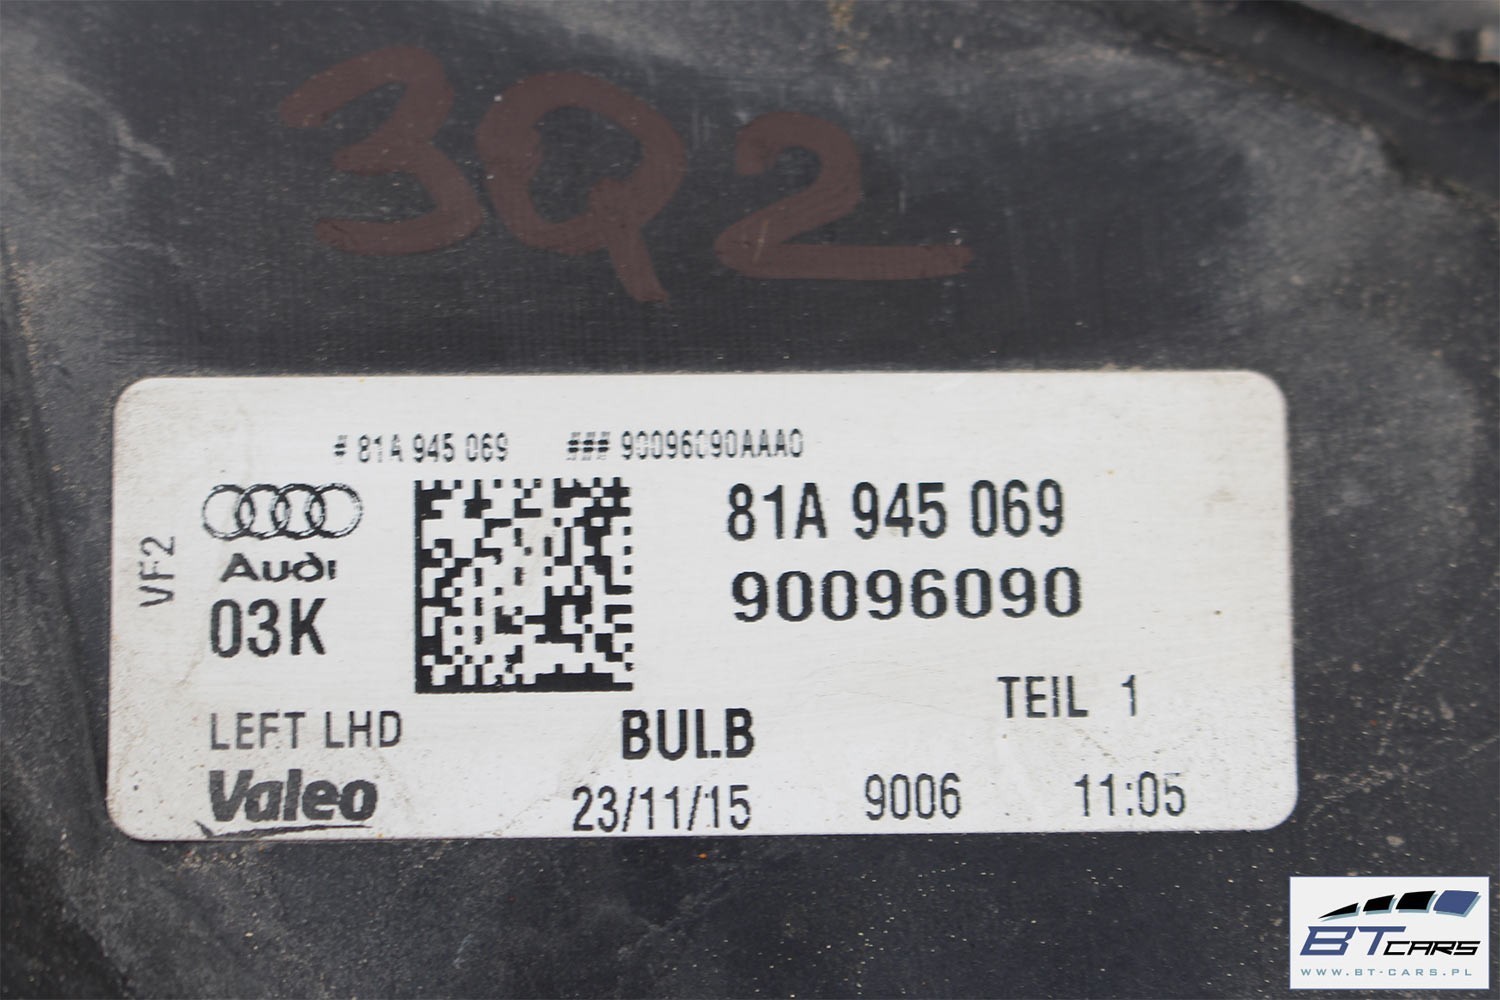 3Q2
# 81A 945 069 ### 90096090AAA0
Audi
81A 945 069
90096090
VF2
03K
TEIL 1
LEFT LHD
BULB
Valeo
23/11/15 9006 11:05
BT CARS
WWW.BT-CARS.PL